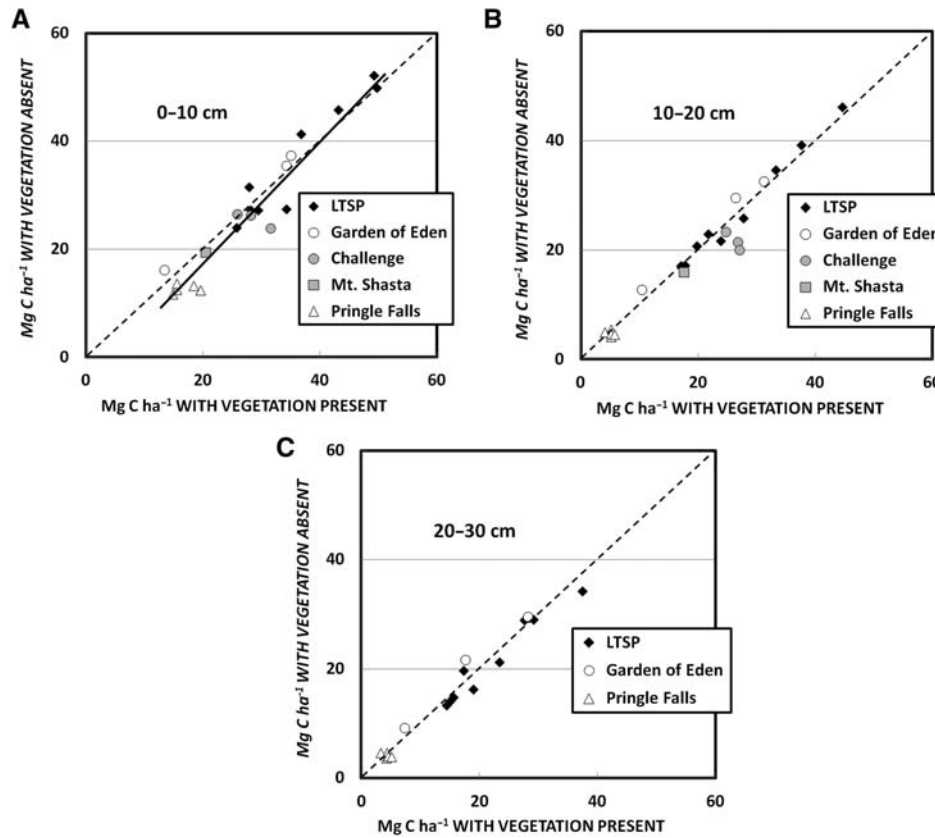 A
Mg C ha⁻¹ WITH VEGETATION ABSENT
60
40
20
0
0–10 cm
LTSP
Garden of Eden
Challenge
Mt. Shasta
Pringle Falls
0 20 40 60
Mg C ha⁻¹ WITH VEGETATION PRESENT
B
Mg C ha⁻¹ WITH VEGETATION ABSENT
60
40
20
0
10–20 cm
LTSP
Garden of Eden
Challenge
Mt. Shasta
Pringle Falls
0 20 40 60
Mg C ha⁻¹ WITH VEGETATION PRESENT
C
Mg C ha⁻¹ WITH VEGETATION ABSENT
60
40
20
0
20–30 cm
LTSP
Garden of Eden
Pringle Falls
0 20 40 60
Mg C ha⁻¹ WITH VEGETATION PRESENT